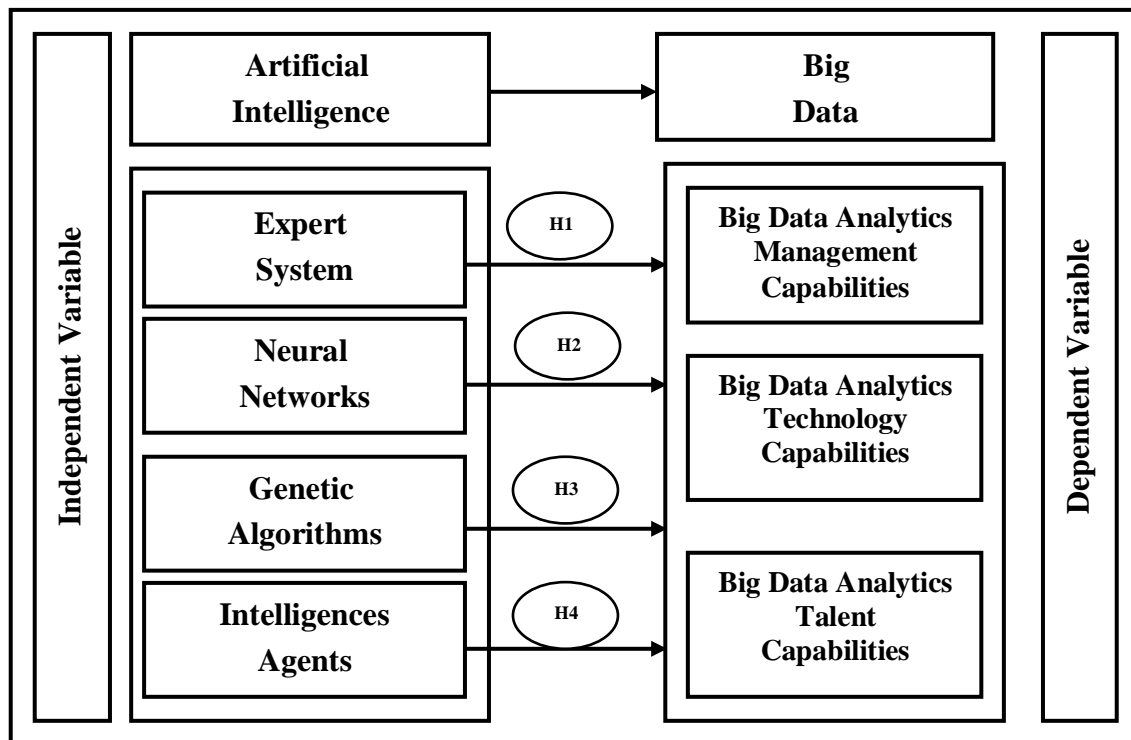 Independent Variable
Artificial
Intelligence
Big
Data
Expert
System
H1
Big Data Analytics
Management
Capabilities
Neural
Networks
H2
Big Data Analytics
Technology
Capabilities
Genetic
Algorithms
H3
Intelligences
Agents
H4
Big Data Analytics
Talent
Capabilities
Dependent Variable